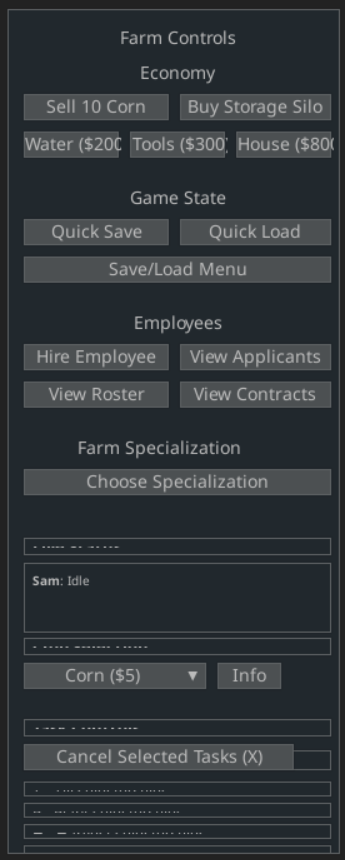 Farm Controls
Economy
Sell 10 Corn
Buy Storage Silo
Water ($200
Tools ($300)
House ($800
Game State
Quick Save
Quick Load
Save/Load Menu
Employees
Hire Employee
View Applicants
View Roster
View Contracts
Farm Specialization
Choose Specialization
Sam: Idle
Corn ($5) ▼
Info
Cancel Selected Tasks (X)